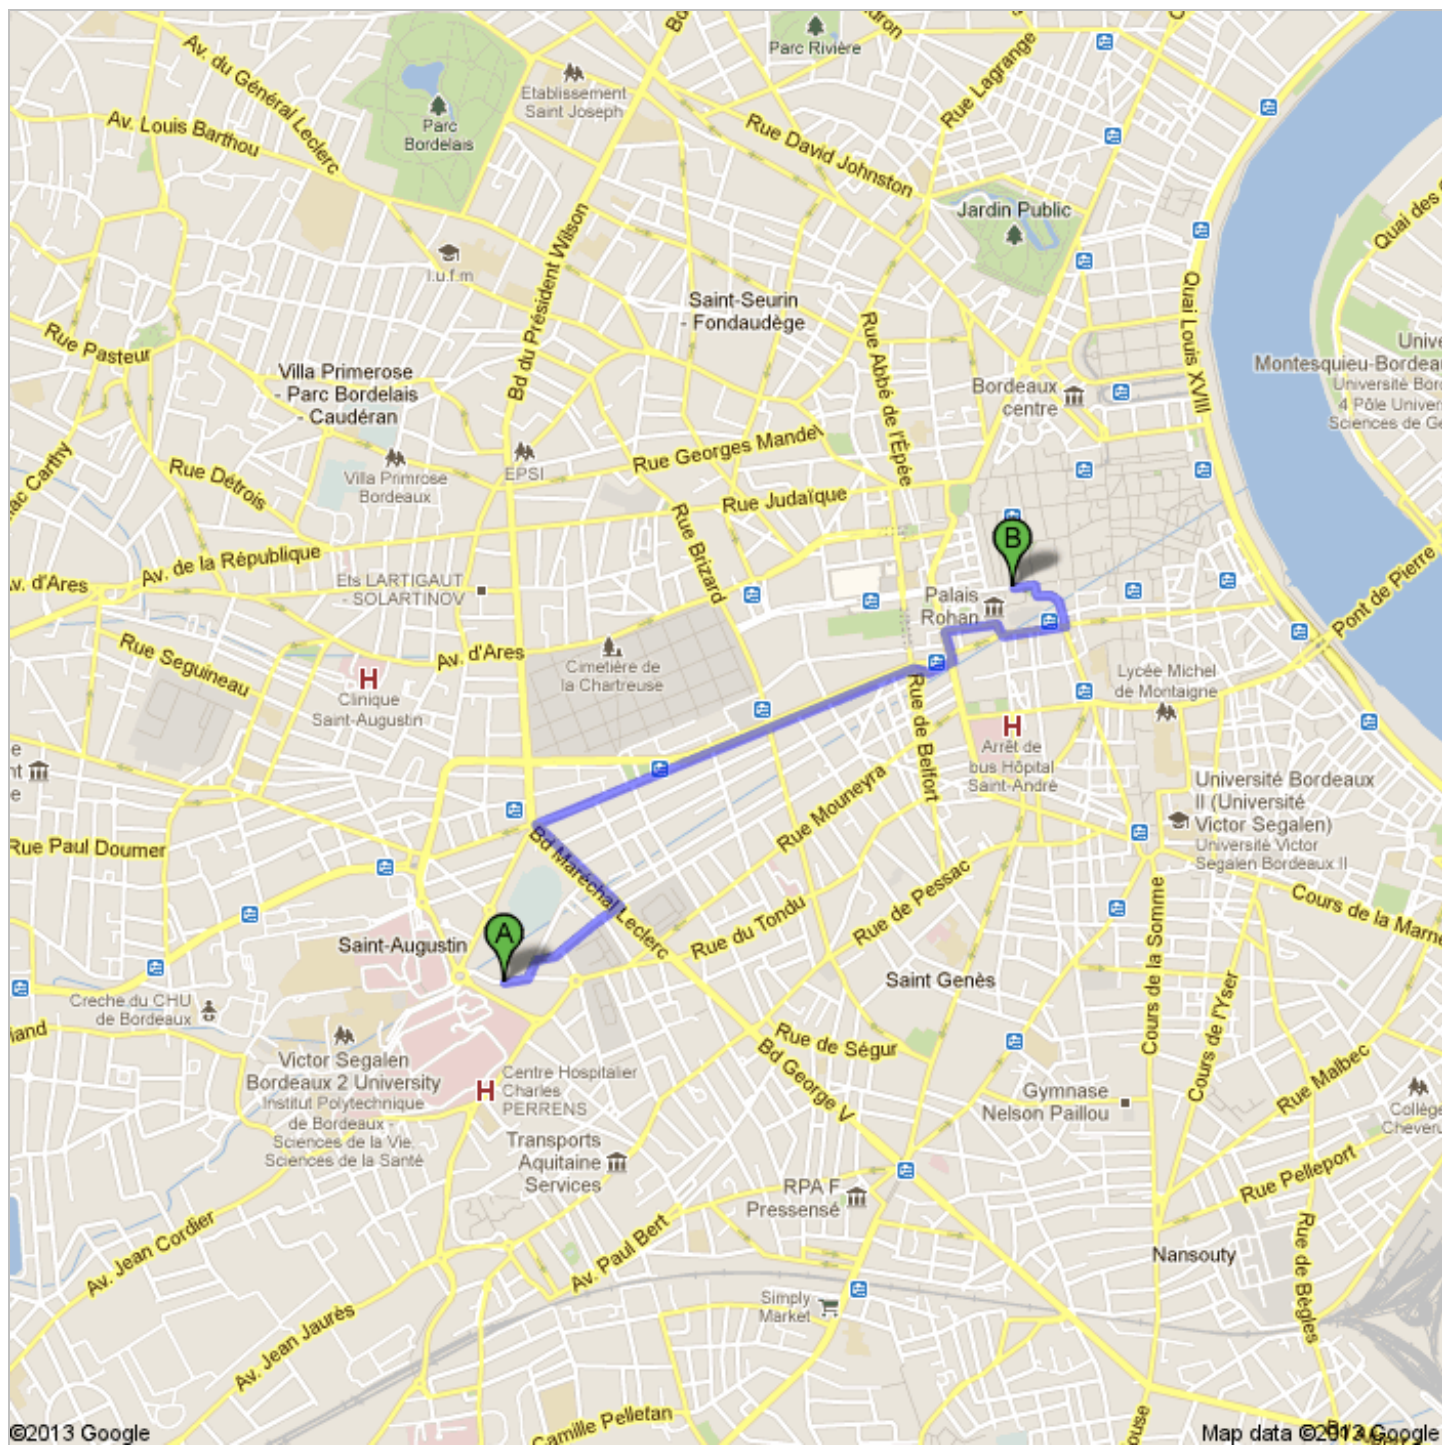 Parc Rivière
Av. du Général Leclerc
Etablissement
Saint Joseph
Rue Lagrange
Av. Louis Barthou
Parc
Bordelais
Rue David Johnston
Jardin Public
Quai des
I.u.f.m
Bd du Président Wilson
Saint-Seurin
- Fondaudège
Quai Louis XVIII
Rue Abbé de l'Épée
Rue Pasteur
Villa Primerose
- Parc Bordelais
- Caudéran
Bordeaux
centre
Montesquieu-Bordeaux
4 Pôle
Sciences de
Rue Georges Mandel
EPSI
Villa Primrose
Bordeaux
Rue Détrois
Rue Judaïque
Rue Brizard
B
Av. de la République
Av. d'Ares
Ets LARTIGAUT
- SOLARTINOV
Palais
Rohan
Pont de Pierre
Av. d'Ares
Rue Seguineau
Cimetière de
la Chartreuse
H
Clinique
Saint-Augustin
Lycée Michel
de Montaigne
Rue de Belfort
H
Arrêt de
bus Hôpital
Saint-André
Rue Mouneyra
Université Bordeaux
II (Université
Victor Segalen)
Université Victor
Segalen Bordeaux II
Rue Paul Doumer
Bd Maréchal Leclerc
Rue du Tondu
Rue de Pessac
Cours de la Marne
Cours de la Somme
Saint-Augustin
A
Saint Genès
Cours de l'Yser
Creche du CHU
de Bordeaux
Rue de Ségur
Victor Segalen
Bordeaux 2 University
Institut Polytechnique
de Bordeaux -
Sciences de la Vie,
Sciences de la Santé
H
Centre Hospitalier
Charles
PERRENS
Bd George V
Gymnase
Nelson Paillou
Rue Malbec
Transports
Aquitaine
Services
RPA F
Pressensé
Rue Pelleport
Av. Jean Cordier
Av. Paul Bert
Nansouty
Rue de Bègles
Simply
Market
Av. Jean Jaurès
Camille Pelletan
©2013 Google
Map data ©2013 Google